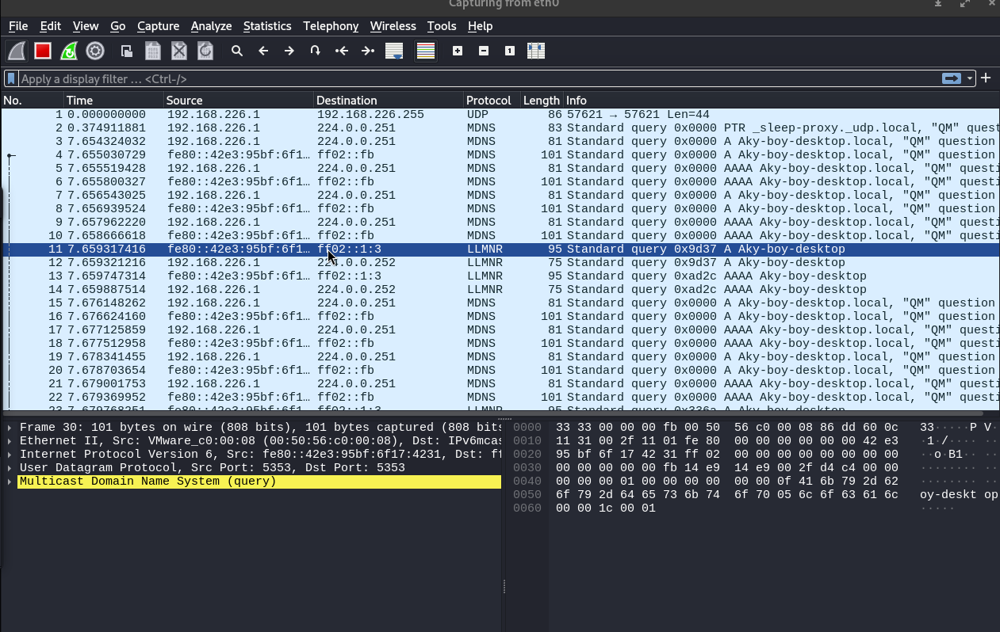 Capturing from eth0
File Edit View Go Capture Analyze Statistics Telephony Wireless Tools Help
Apply a display filter … <Ctrl-/>
No. Time Source Destination Protocol Length Info
1 0.000000000 192.168.226.1 192.168.226.255 UDP 86 57621 → 57621 Len=44
2 0.374911881 192.168.226.1 224.0.0.251 MDNS 83 Standard query 0x0000 PTR _sleep-proxy._udp.local, "QM" quest
3 7.654324032 192.168.226.1 224.0.0.251 MDNS 81 Standard query 0x0000 A Aky-boy-desktop.local, "QM" question
4 7.655030729 fe80::42e3:95bf:6f1… ff02::fb MDNS 101 Standard query 0x0000 A Aky-boy-desktop.local, "QM" question
5 7.655519428 192.168.226.1 224.0.0.251 MDNS 81 Standard query 0x0000 AAAA Aky-boy-desktop.local, "QM" questi
6 7.655800327 fe80::42e3:95bf:6f1… ff02::fb MDNS 101 Standard query 0x0000 AAAA Aky-boy-desktop.local, "QM" questi
7 7.656543025 192.168.226.1 224.0.0.251 MDNS 81 Standard query 0x0000 A Aky-boy-desktop.local, "QM" question
8 7.656939524 fe80::42e3:95bf:6f1… ff02::fb MDNS 101 Standard query 0x0000 A Aky-boy-desktop.local, "QM" question
9 7.657962220 192.168.226.1 224.0.0.251 MDNS 81 Standard query 0x0000 AAAA Aky-boy-desktop.local, "QM" questi
10 7.658666618 fe80::42e3:95bf:6f1… ff02::fb MDNS 101 Standard query 0x0000 AAAA Aky-boy-desktop.local, "QM" questi
11 7.659317416 fe80::42e3:95bf:6f1… ff02::1:3 LLMNR 95 Standard query 0x9d37 A Aky-boy-desktop
12 7.659321216 192.168.226.1 224.0.0.252 LLMNR 75 Standard query 0x9d37 A Aky-boy-desktop
13 7.659747314 fe80::42e3:95bf:6f1… ff02::1:3 LLMNR 95 Standard query 0xad2c AAAA Aky-boy-desktop
14 7.659887514 192.168.226.1 224.0.0.252 LLMNR 75 Standard query 0xad2c AAAA Aky-boy-desktop
15 7.676148262 192.168.226.1 224.0.0.251 MDNS 81 Standard query 0x0000 A Aky-boy-desktop.local, "QM" question
16 7.676624160 fe80::42e3:95bf:6f1… ff02::fb MDNS 101 Standard query 0x0000 A Aky-boy-desktop.local, "QM" question
17 7.677125859 192.168.226.1 224.0.0.251 MDNS 81 Standard query 0x0000 AAAA Aky-boy-desktop.local, "QM" questi
18 7.677512958 fe80::42e3:95bf:6f1… ff02::fb MDNS 101 Standard query 0x0000 AAAA Aky-boy-desktop.local, "QM" questi
19 7.678341455 192.168.226.1 224.0.0.251 MDNS 81 Standard query 0x0000 A Aky-boy-desktop.local, "QM" question
20 7.678703654 fe80::42e3:95bf:6f1… ff02::fb MDNS 101 Standard query 0x0000 A Aky-boy-desktop.local, "QM" question
21 7.679001753 192.168.226.1 224.0.0.251 MDNS 81 Standard query 0x0000 AAAA Aky-boy-desktop.local, "QM" questi
22 7.679369952 fe80::42e3:95bf:6f1… ff02::fb MDNS 101 Standard query 0x0000 AAAA Aky-boy-desktop.local, "QM" questi
Frame 30: 101 bytes on wire (808 bits), 101 bytes captured (808 bits
Ethernet II, Src: VMware_c0:00:08 (00:50:56:c0:00:08), Dst: IPv6mcas
Internet Protocol Version 6, Src: fe80::42e3:95bf:6f17:4231, Dst: ff
User Datagram Protocol, Src Port: 5353, Dst Port: 5353
Multicast Domain Name System (query)
0000 33 33 00 00 00 fb 00 50 56 c0 00 08 86 dd 60 0c 33·····P V·
0010 11 31 00 2f 11 01 fe 80 00 00 00 00 00 00 42 e3 ·1·/···· ··
0020 95 bf 6f 17 42 31 ff 02 00 00 00 00 00 00 00 00 ··o·B1·· ··
0030 00 00 00 00 00 fb 14 e9 14 e9 00 2f d4 c4 00 00 ········ ··
0040 00 00 00 01 00 00 00 00 00 00 0f 41 6b 79 2d 62 ········ ··
0050 6f 79 2d 64 65 73 6b 74 6f 70 05 6c 6f 63 61 6c oy-deskt op
0060 00 00 1c 00 01 ·····